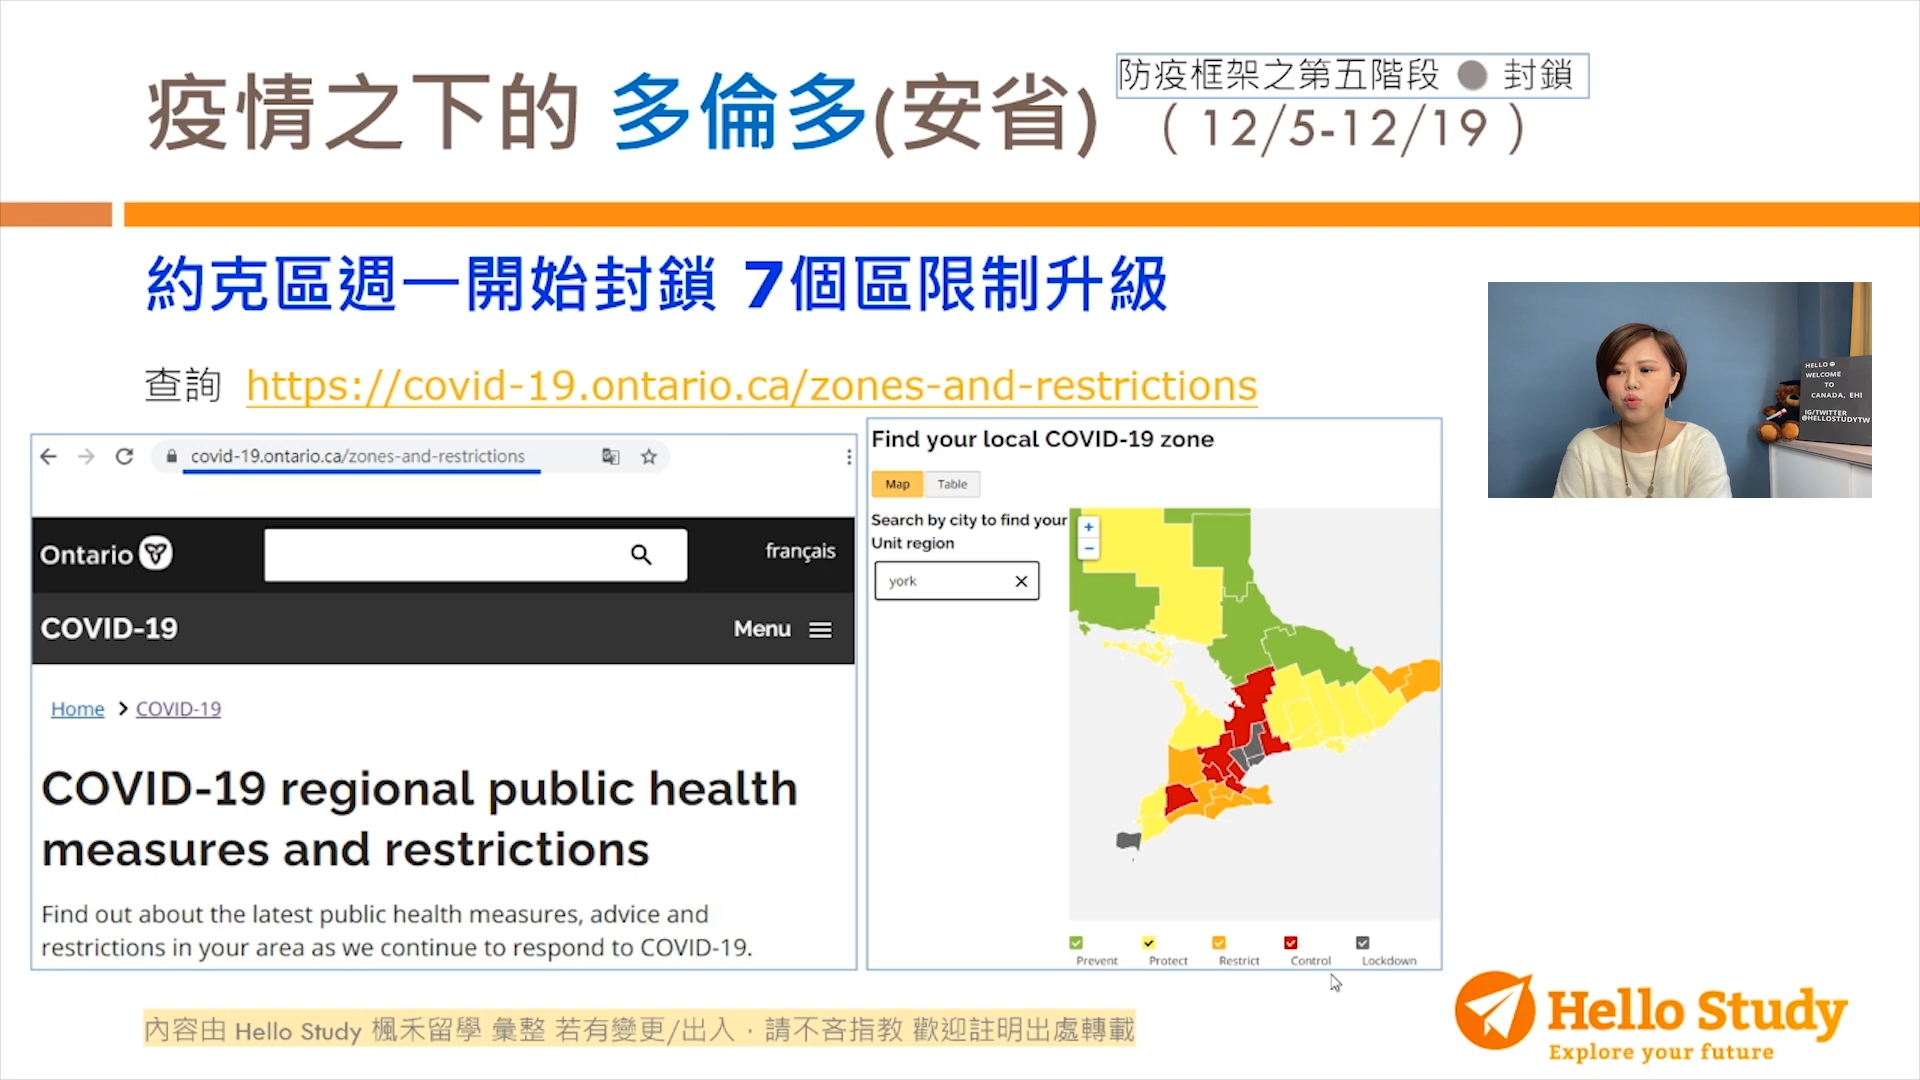 疫情之下的 多倫多(安省)
防疫框架之第五階段 ● 封鎖
( 12/5-12/19 )
約克區週一開始封鎖 7個區限制升級
查詢 https://covid-19.ontario.ca/zones-and-restrictions
covid-19.ontario.ca/zones-and-restrictions
Ontario
français
COVID-19
Menu
Home > COVID-19
COVID-19 regional public health
measures and restrictions
Find out about the latest public health measures, advice and
restrictions in your area as we continue to respond to COVID-19.
Find your local COVID-19 zone
Map Table
Search by city to find your
Unit region
york
+
−
Prevent Protect Restrict Control Lockdown
HELLO @
WELCOME
TO
CANADA, EH!
IG/TWITTER
@HELLOSTUDYTW
內容由 Hello Study 楓禾留學 彙整 若有變更/出入，請不吝指教 歡迎註明出處轉載
Hello Study
Explore your future